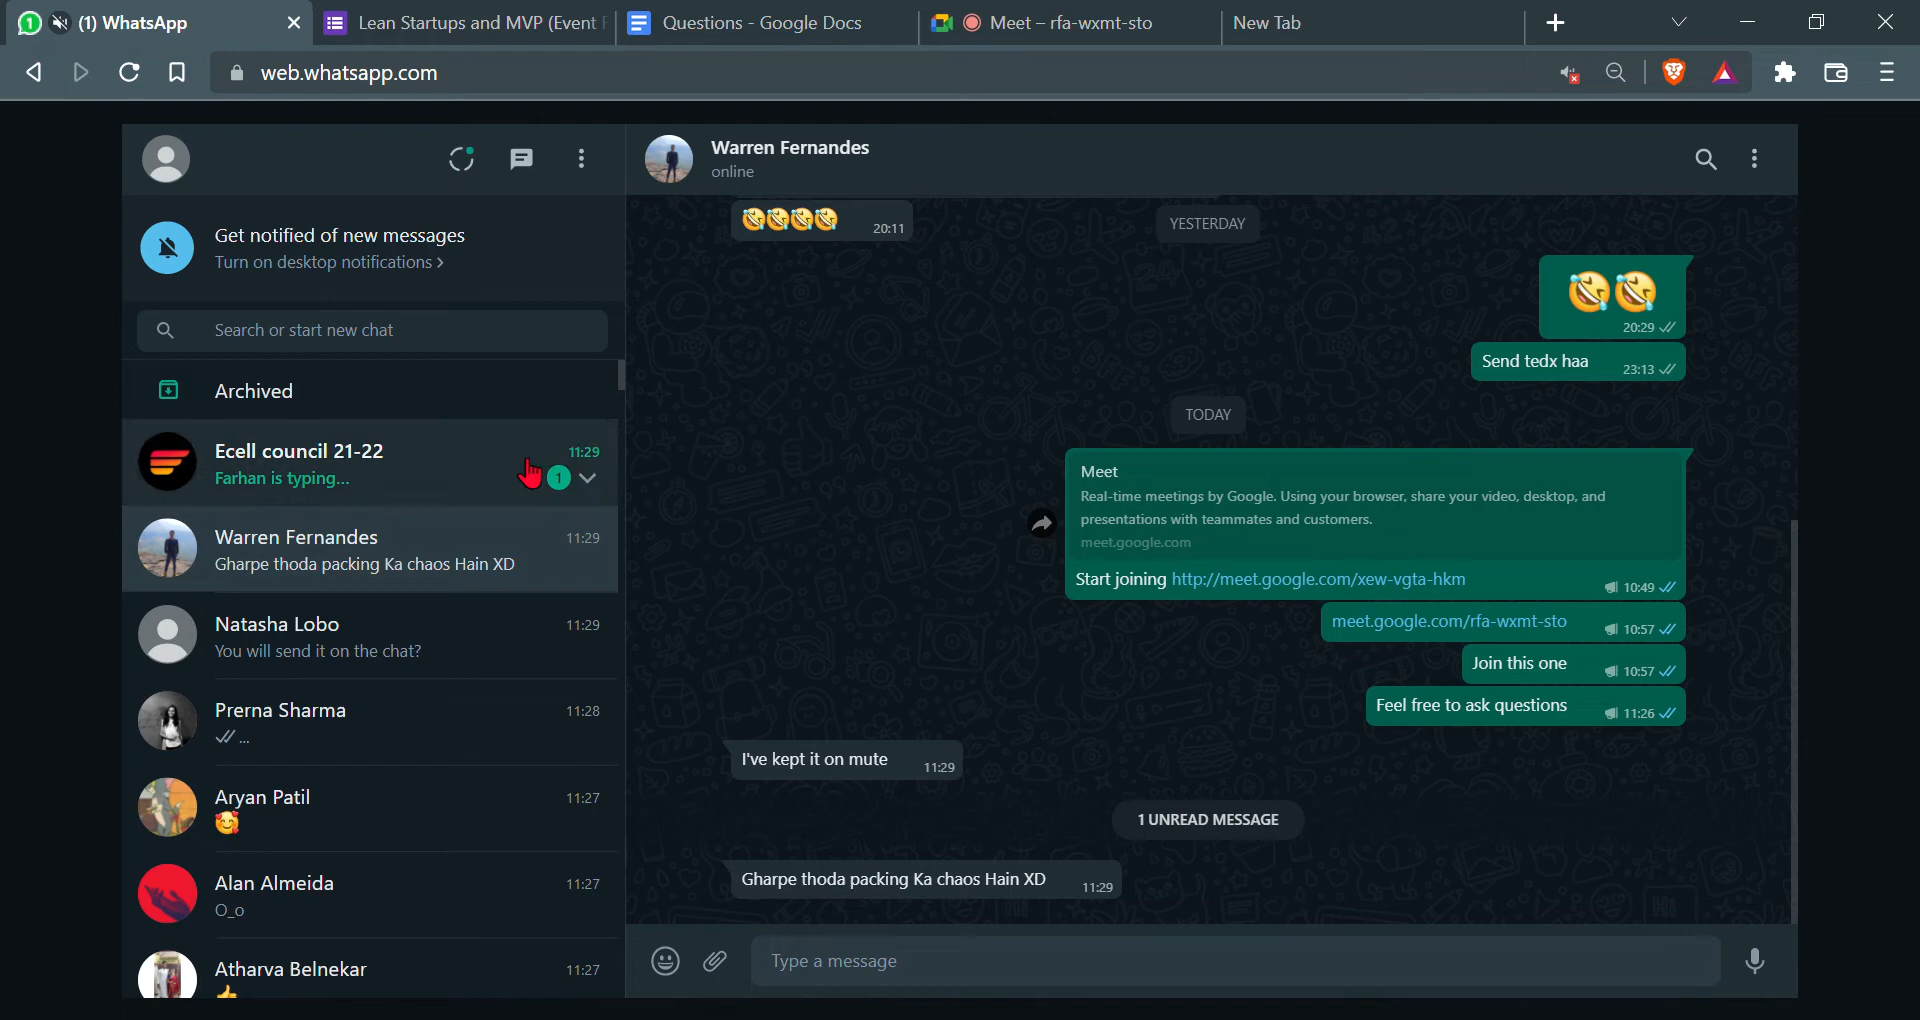 1
(1) WhatsApp
Lean Startups and MVP (Event
Questions - Google Docs
Meet – rfa-wxmt-sto
New Tab
web.whatsapp.com
Get notified of new messages
Turn on desktop notifications >
Search or start new chat
Archived
Ecell council 21-22
11:29
Farhan is typing...
1
Warren Fernandes
11:29
Gharpe thoda packing Ka chaos Hain XD
Natasha Lobo
11:29
You will send it on the chat?
Prerna Sharma
11:28
...
Aryan Patil
11:27
🥰
Alan Almeida
11:27
O_o
Atharva Belnekar
11:27
👍
Warren Fernandes
online
🤣🤣🤣🤣 20:11
YESTERDAY
🤣🤣
20:29
Send tedx haa 23:13
TODAY
Meet
Real-time meetings by Google. Using your browser, share your video, desktop, and
presentations with teammates and customers.
meet.google.com
Start joining http://meet.google.com/xew-vgta-hkm 10:49
meet.google.com/rfa-wxmt-sto 10:57
Join this one 10:57
Feel free to ask questions 11:26
I've kept it on mute 11:29
1 UNREAD MESSAGE
Gharpe thoda packing Ka chaos Hain XD 11:29
Type a message